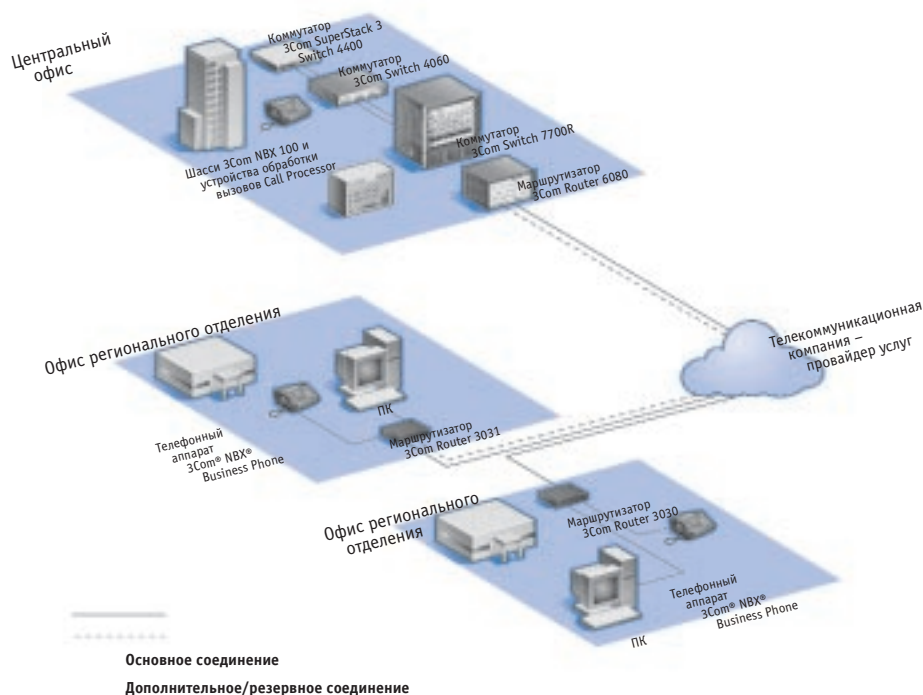 Центральный
офис
Коммутатор
3Com SuperStack 3
Switch 4400
Коммутатор
3Com Switch 4060
Коммутатор
3Com Switch 7700R
Шасси 3Com NBX 100 и
устройства обработки
вызовов Call Processor
Маршрутизатор
3Com Router 6080
Телекоммуникационная
компания –
провайдер услуг
Офис регионального отделения
ПК
Маршрутизатор
3Com Router 3031
Телефонный
аппарат
3Com® NBX®
Business Phone
Офис регионального
отделения
Маршрутизатор
3Com Router 3030
Телефонный
аппарат
3Com® NBX®
Business Phone
ПК
Основное соединение
Дополнительное/резервное соединение